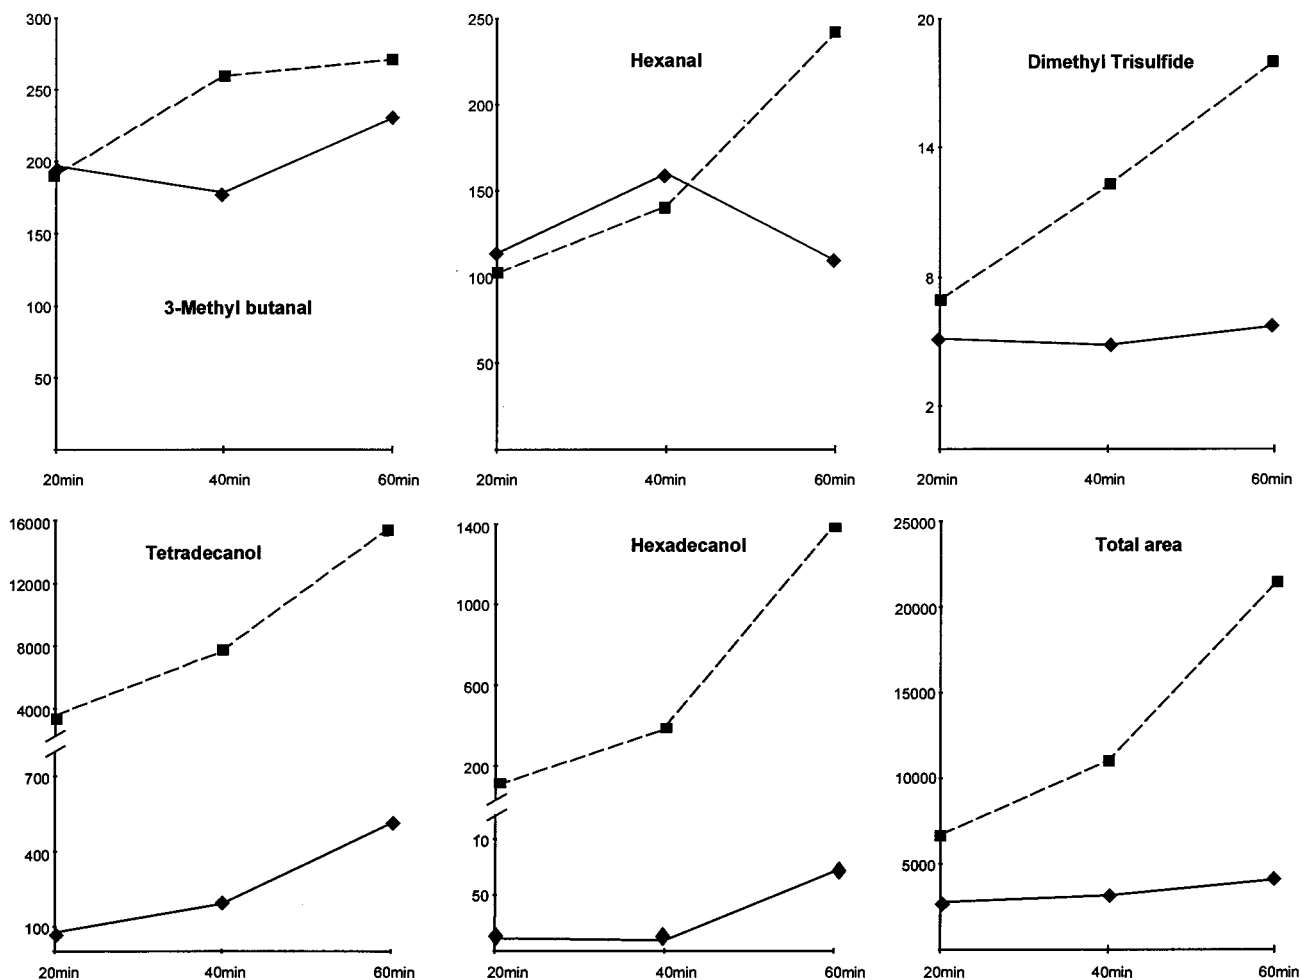 300
250
200
150
100
50
3-Methyl butanal
20min 40min 60min
250
200
150
100
50
Hexanal
20min 40min 60min
20
14
8
2
Dimethyl Trisulfide
20min 40min 60min
16000
12000
8000
4000
700
400
100
Tetradecanol
20min 40min 60min
1400
1000
600
200
10
50
Hexadecanol
20min 40min 60min
25000
20000
15000
10000
5000
Total area
20min 40min 60min